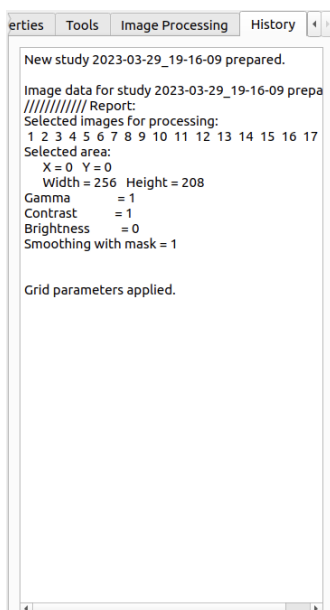 erties Tools Image Processing History
New study 2023-03-29_19-16-09 prepared.
Image data for study 2023-03-29_19-16-09 prepa
//////////// Report:
Selected images for processing:
1 2 3 4 5 6 7 8 9 10 11 12 13 14 15 16 17
Selected area:
X = 0 Y = 0
Width = 256 Height = 208
Gamma = 1
Contrast = 1
Brightness = 0
Smoothing with mask = 1
Grid parameters applied.